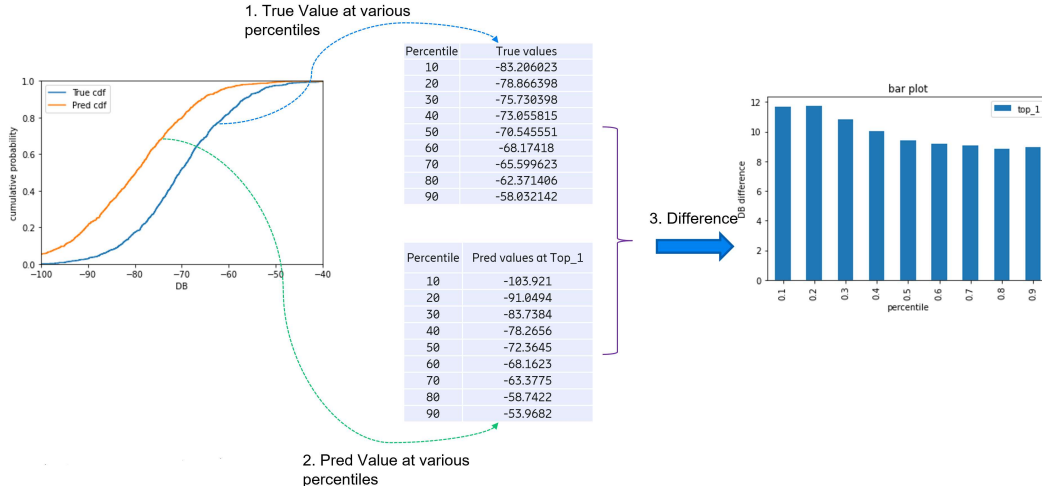 1. True Value at various
percentiles
1.0
0.8
0.6
0.4
0.2
0.0
cumulative probability
True cdf
Pred cdf
−100 −90 −80 −70 −60 −50 −40
DB
Percentile True values
10 -83.206023
20 -78.866398
30 -75.730398
40 -73.055815
50 -70.545551
60 -68.17418
70 -65.599623
80 -62.371406
90 -58.032142
Percentile Pred values at Top_1
10 -103.921
20 -91.0494
30 -83.7384
40 -78.2656
50 -72.3645
60 -68.1623
70 -63.3775
80 -58.7422
90 -53.9682
2. Pred Value at various
percentiles
3. Difference
bar plot
top_1
12
10
8
6
4
2
0
DB difference
0.1 0.2 0.3 0.4 0.5 0.6 0.7 0.8 0.9
percentile